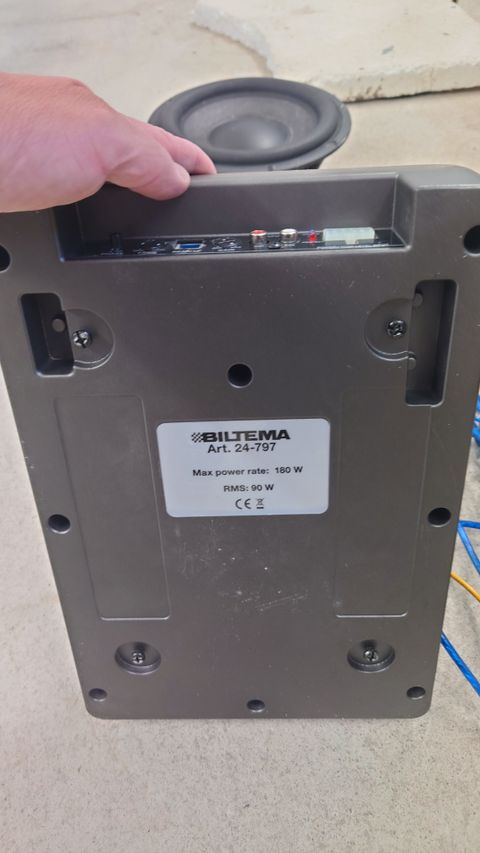 BILTEMA
Art. 24-797
Max power rate: 180 W
RMS: 90 W
CE